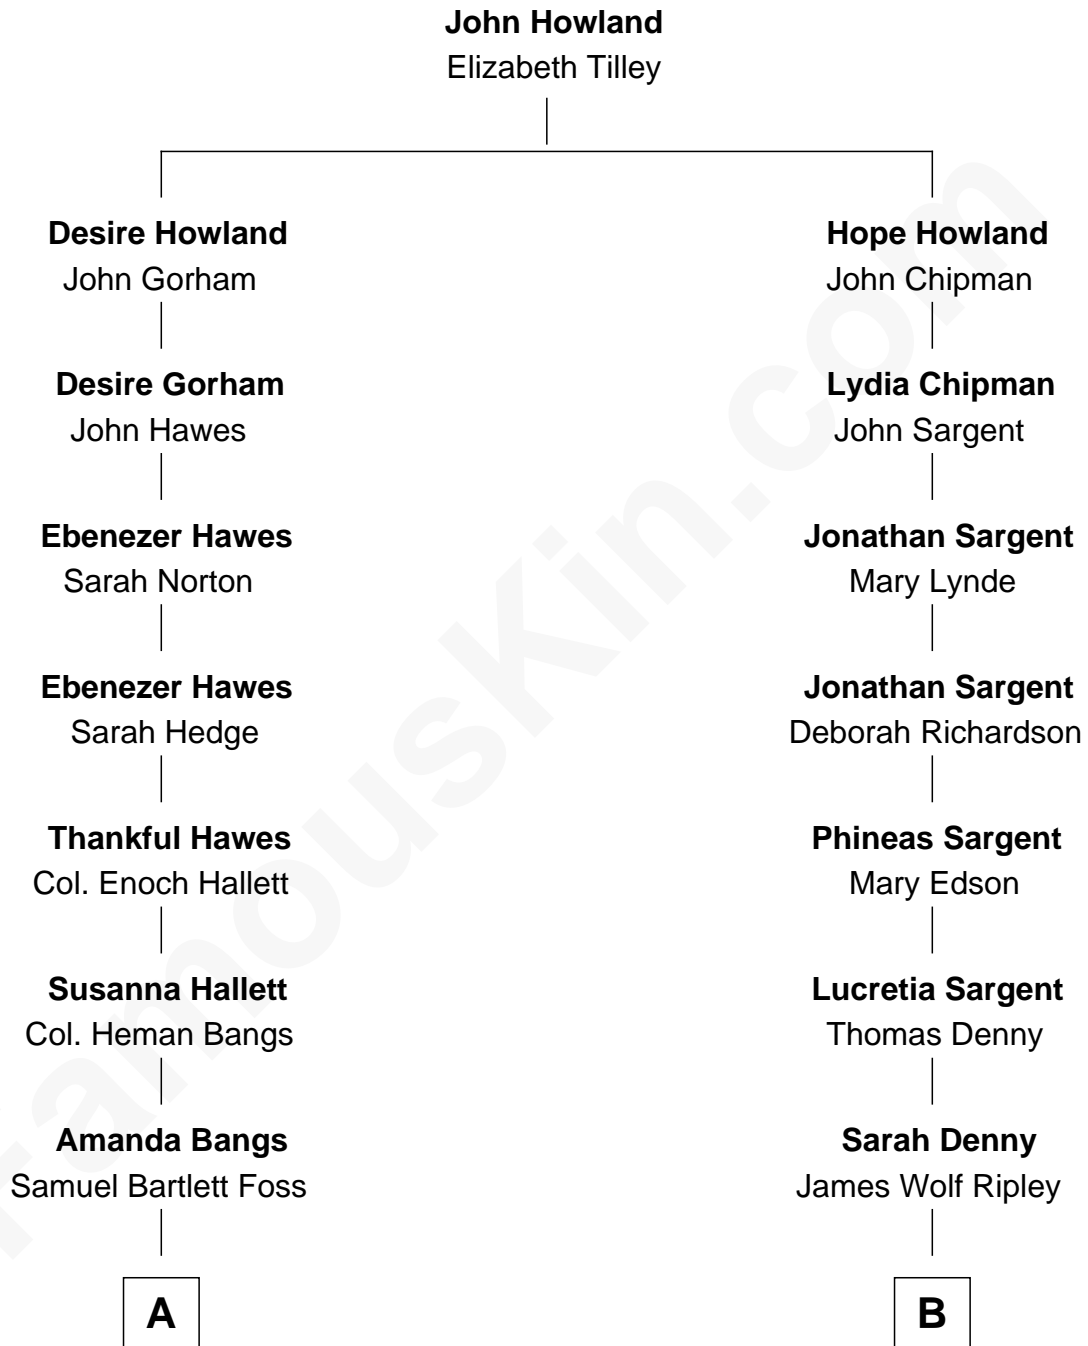 John Howland
Elizabeth Tilley
Desire Howland
John Gorham
Hope Howland
John Chipman
Desire Gorham
John Hawes
Lydia Chipman
John Sargent
Ebenezer Hawes
Sarah Norton
Jonathan Sargent
Mary Lynde
Ebenezer Hawes
Sarah Hedge
Jonathan Sargent
Deborah Richardson
Thankful Hawes
Col. Enoch Hallett
Phineas Sargent
Mary Edson
Susanna Hallett
Col. Heman Bangs
Lucretia Sargent
Thomas Denny
Amanda Bangs
Samuel Bartlett Foss
Sarah Denny
James Wolf Ripley
A
B
FamousKin.com